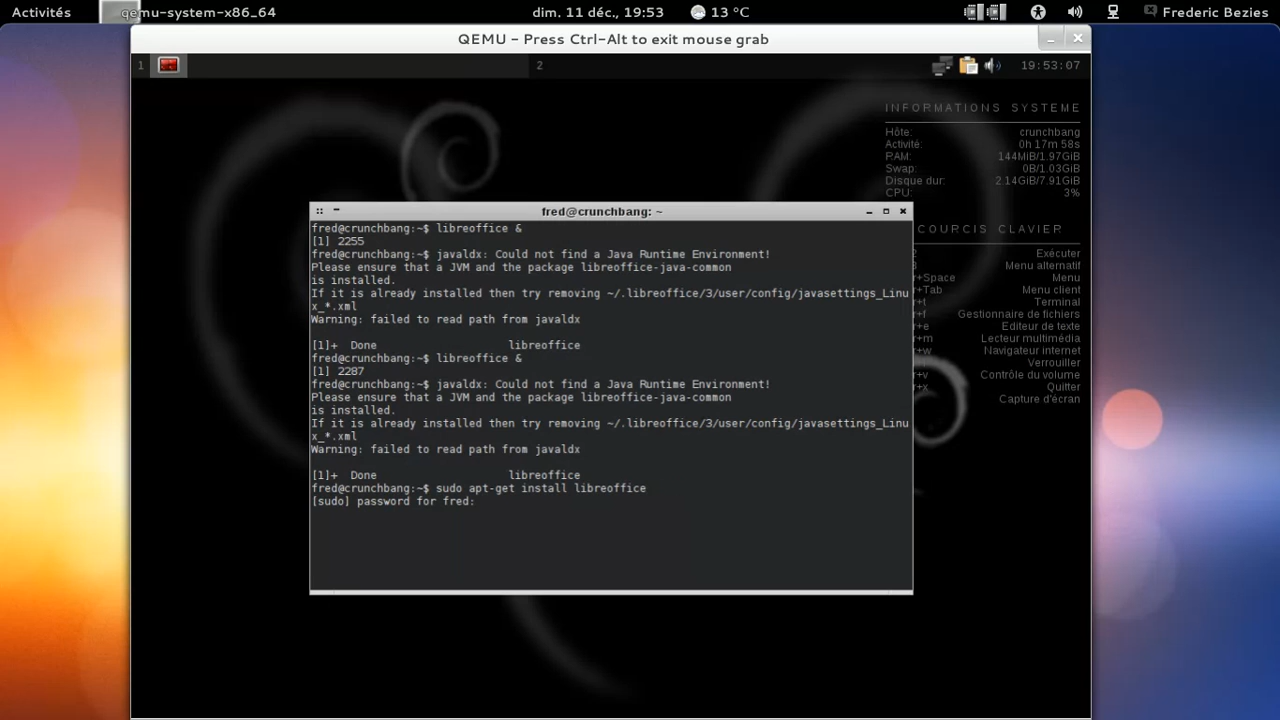 Activités qemu-system-x86_64 dim. 11 déc., 19:53 13 °C Frederic Bezies
QEMU - Press Ctrl-Alt to exit mouse grab
1 2 19:53:07
INFORMATIONS SYSTEME
Hôte: crunchbang
Activité: 0h 17m 58s
RAM: 144MiB/1.97GiB
Swap: 0B/1.03GiB
Disque dur: 2.14GiB/7.91GiB
CPU: 3%
COURCIS CLAVIER
Exécuter
Menu alternatif
r+Space Menu
r+Tab Menu client
r+t Terminal
r+f Gestionnaire de fichiers
r+e Editeur de texte
r+m Lecteur multimédia
r+w Navigateur internet
Verrouiller
r+v Contrôle du volume
r+x Quitter
Capture d'écran
fred@crunchbang: ~
fred@crunchbang:~$ libreoffice &
[1] 2255
fred@crunchbang:~$ javaldx: Could not find a Java Runtime Environment!
Please ensure that a JVM and the package libreoffice-java-common
is installed.
If it is already installed then try removing ~/.libreoffice/3/user/config/javasettings_Linu
x_*.xml
Warning: failed to read path from javaldx
[1]+ Done libreoffice
fred@crunchbang:~$ libreoffice &
[1] 2287
fred@crunchbang:~$ javaldx: Could not find a Java Runtime Environment!
Please ensure that a JVM and the package libreoffice-java-common
is installed.
If it is already installed then try removing ~/.libreoffice/3/user/config/javasettings_Linu
x_*.xml
Warning: failed to read path from javaldx
[1]+ Done libreoffice
fred@crunchbang:~$ sudo apt-get install libreoffice
[sudo] password for fred: